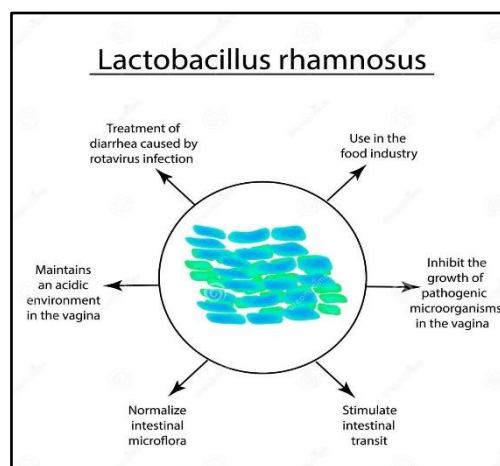 Lactobacillus rhamnosus
Treatment of
diarrhea caused by
rotavirus infection
Use in the
food industry
Maintains
an acidic
environment
in the vagina
Inhibit the
growth of
pathogenic
microorganisms
in the vagina
Normalize
intestinal
microflora
Stimulate
intestinal
transit